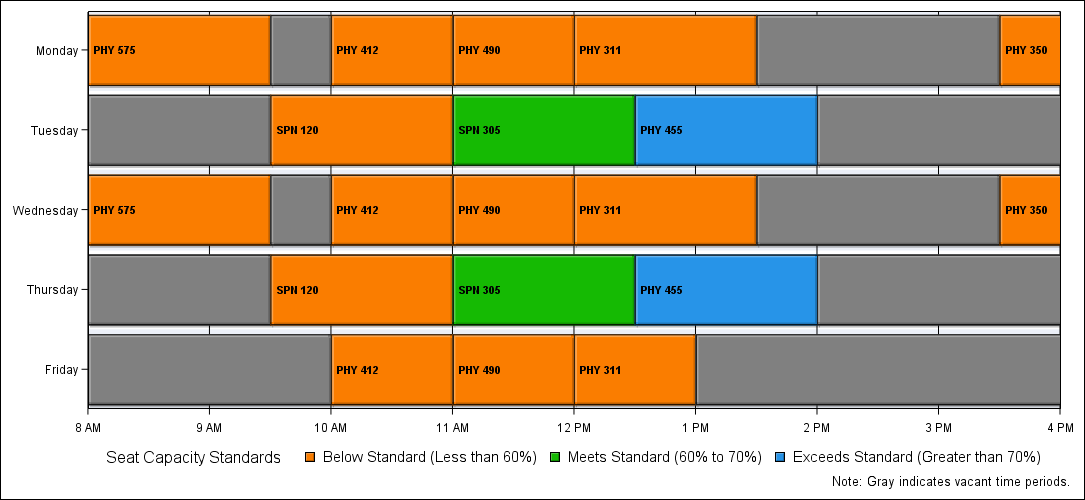 Monday PHY 575 PHY 412 PHY 490 PHY 311 PHY 350
Tuesday SPN 120 SPN 305 PHY 455
Wednesday PHY 575 PHY 412 PHY 490 PHY 311 PHY 350
Thursday SPN 120 SPN 305 PHY 455
Friday PHY 412 PHY 490 PHY 311
8 AM 9 AM 10 AM 11 AM 12 PM 1 PM 2 PM 3 PM 4 PM
Seat Capacity Standards Below Standard (Less than 60%) Meets Standard (60% to 70%) Exceeds Standard (Greater than 70%)
Note: Gray indicates vacant time periods.